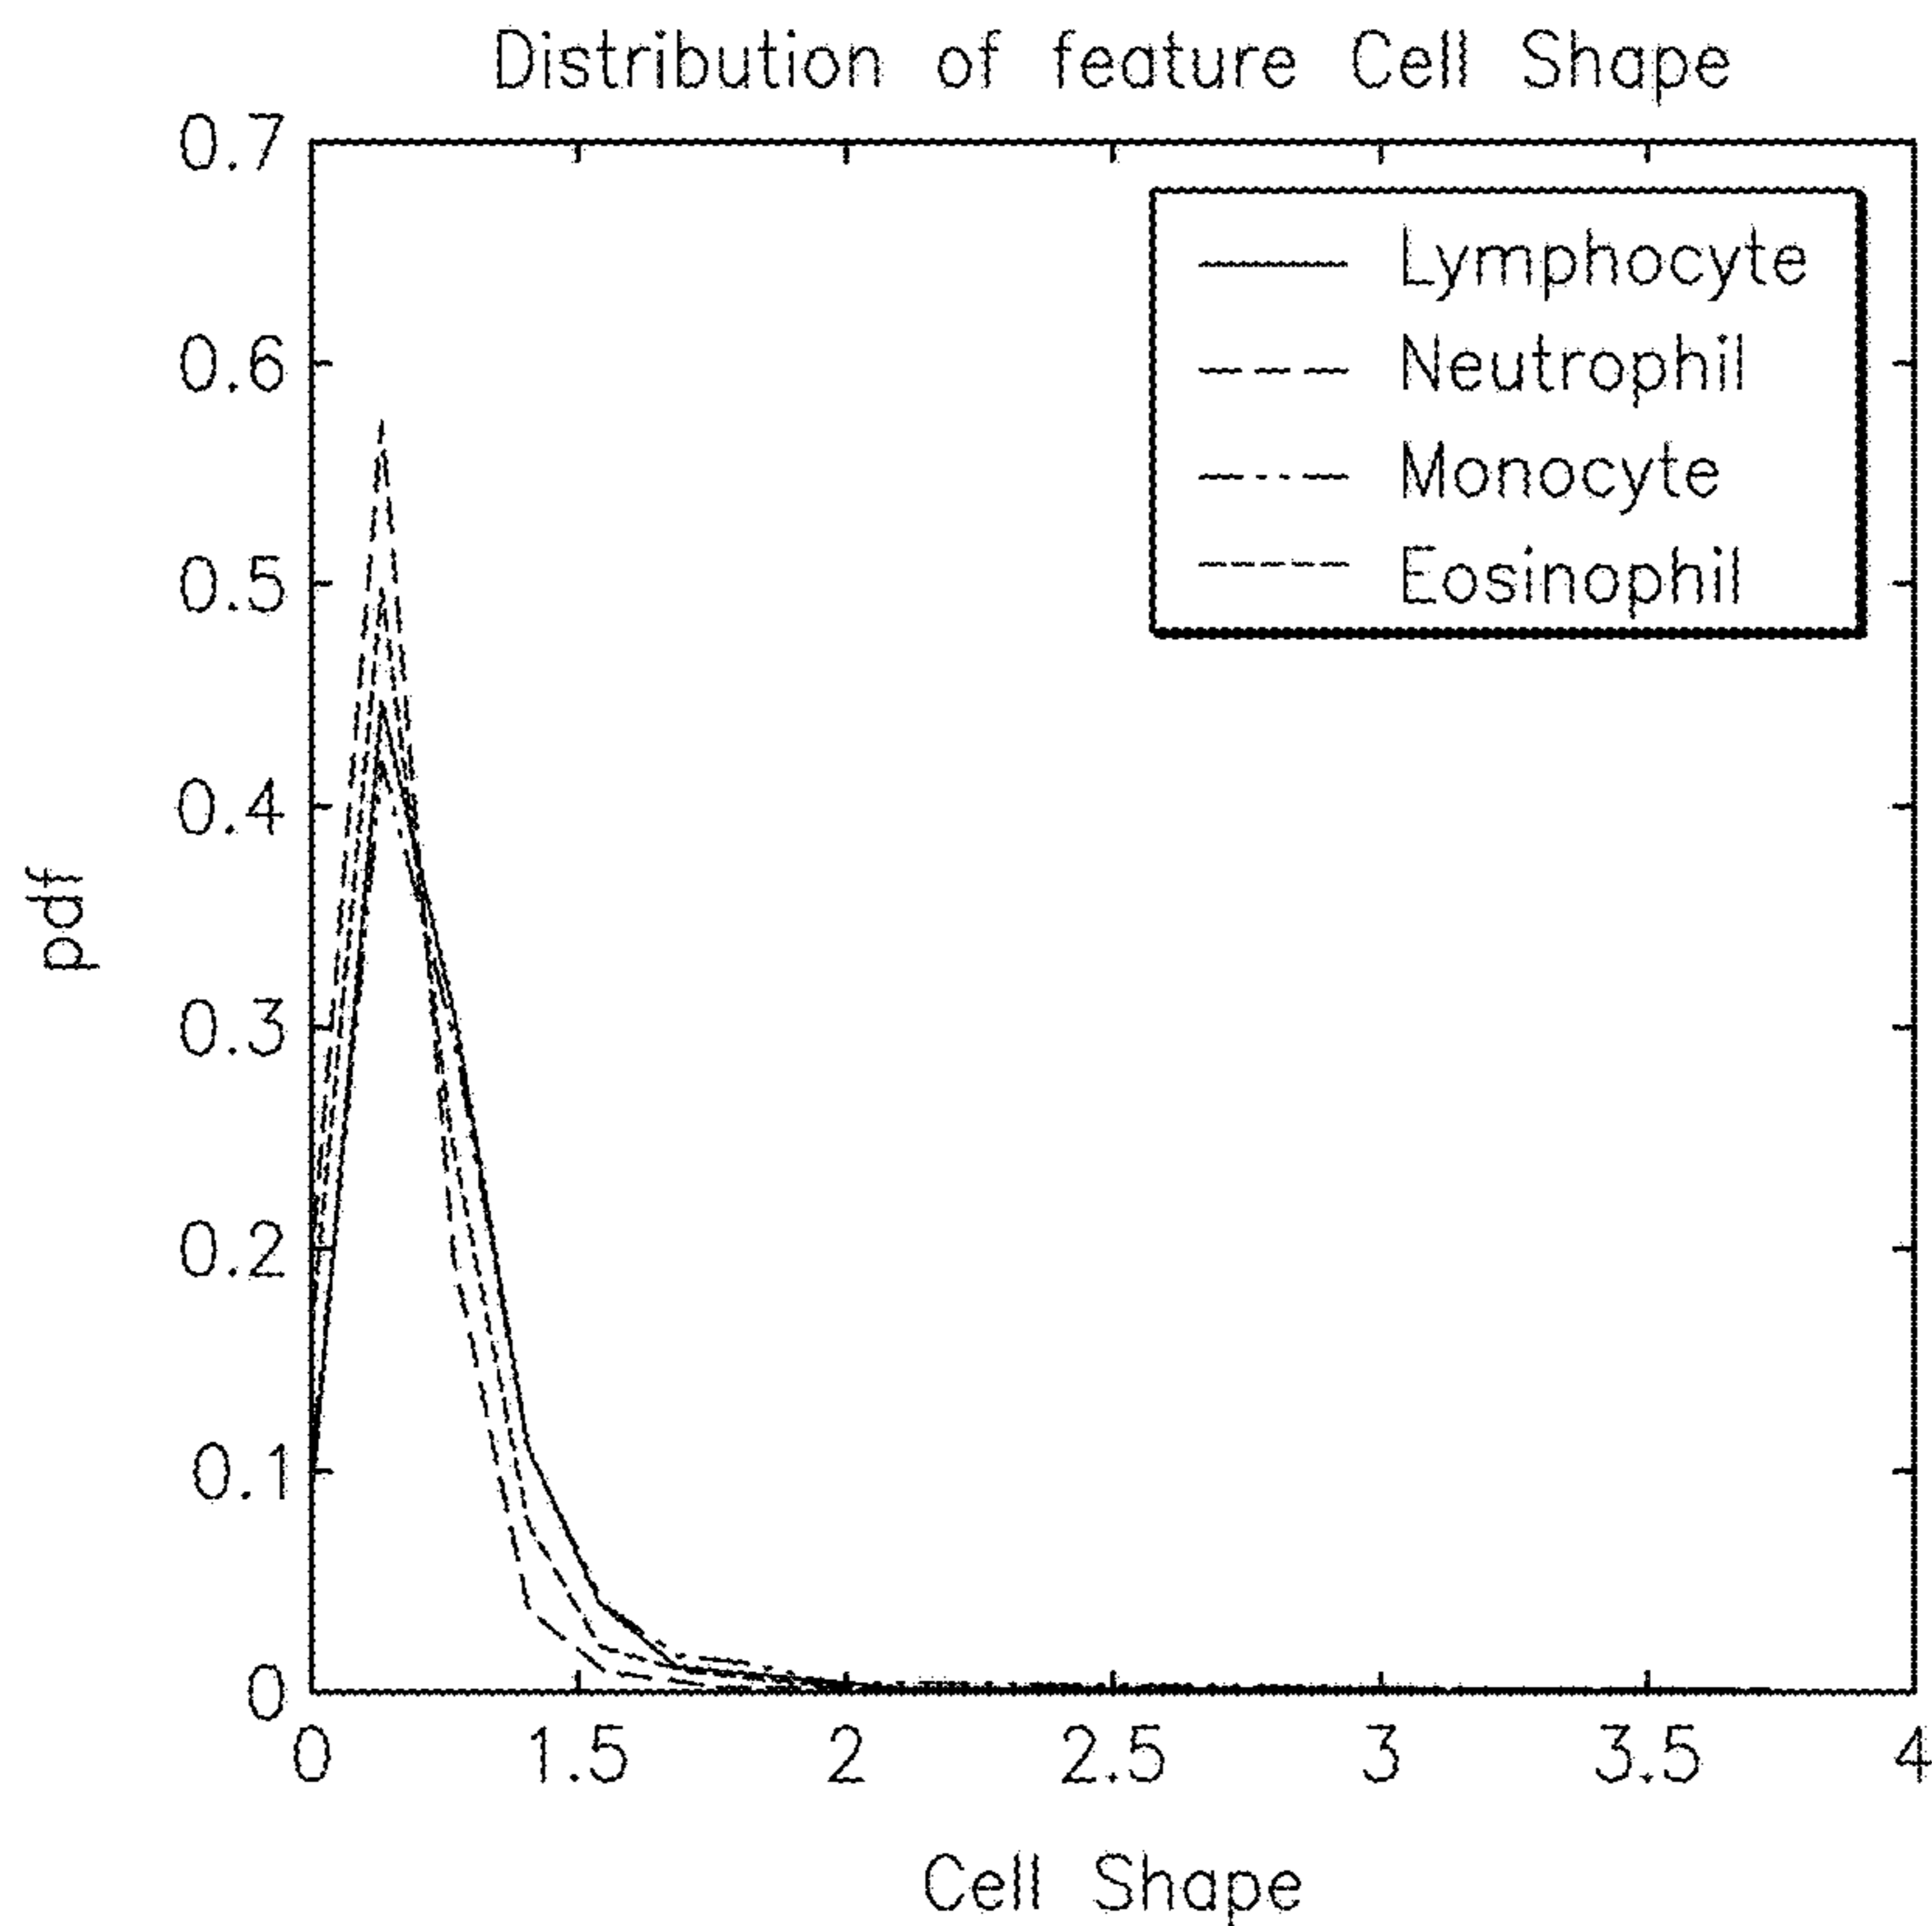 Distribution of feature Cell Shape
0.7
0.6
0.5
0.4
0.3
0.2
0.1
0
pdf
Lymphocyte
Neutrophil
Monocyte
Eosinophil
0 1.5 2 2.5 3 3.5 4
Cell Shape